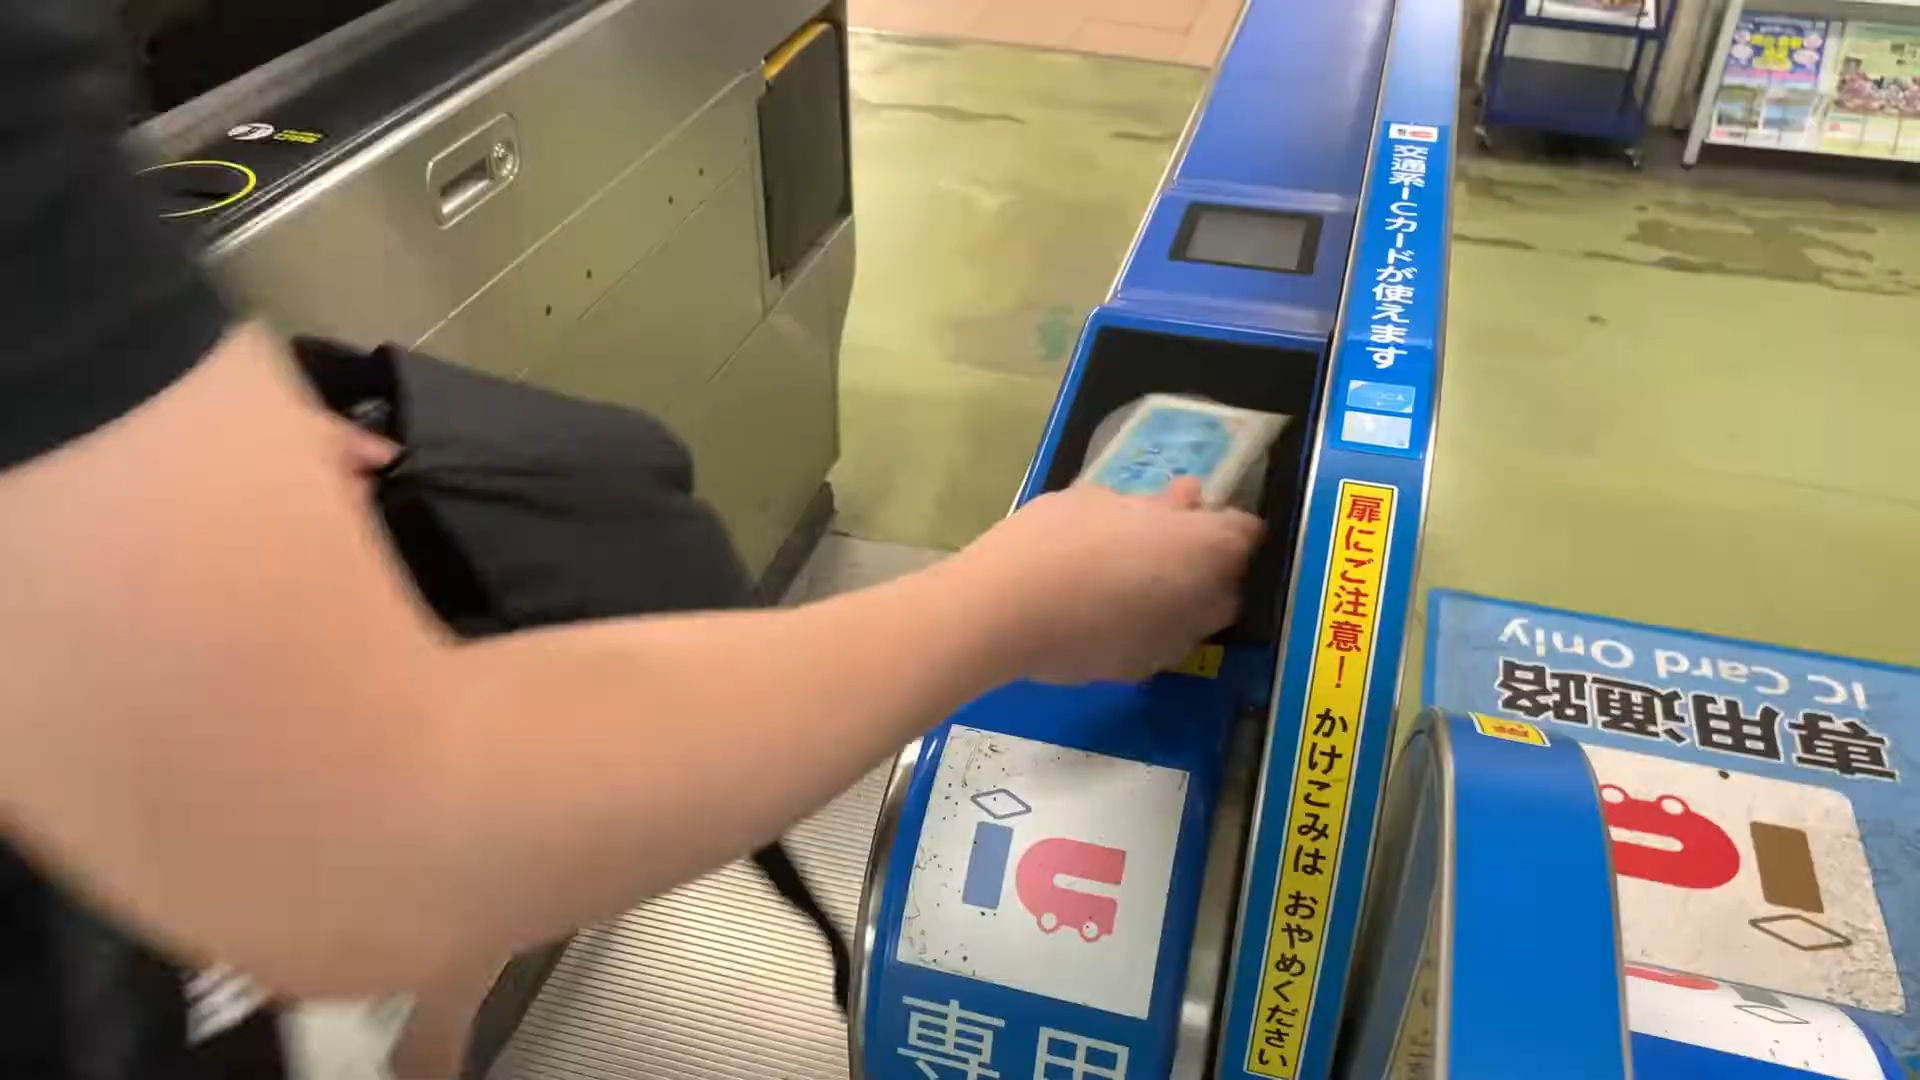 交通系ICカードが使えます
扉にご注意! かけこみは おやめください
IC Card Only
専用通路
専用